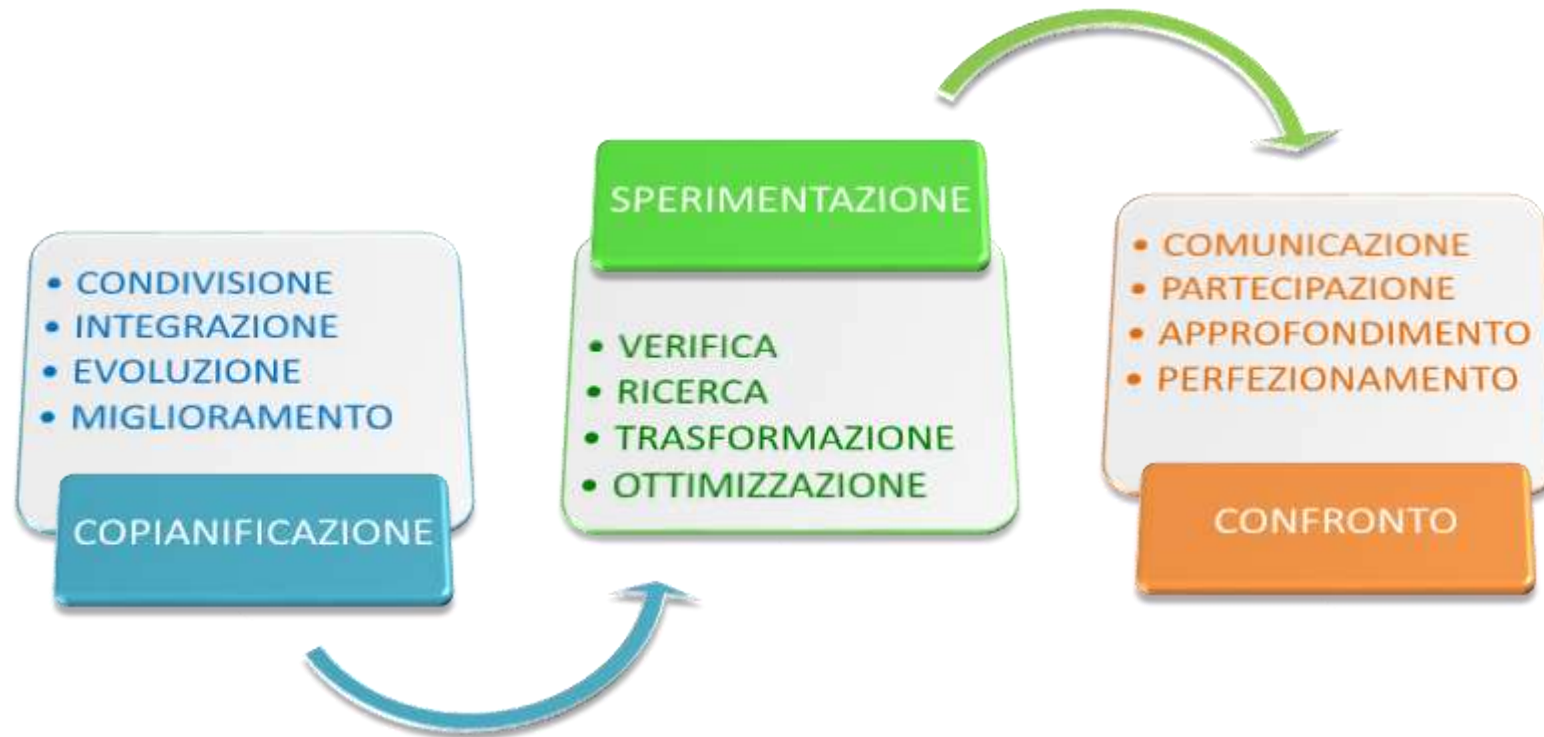 • CONDIVISIONE
• INTEGRAZIONE
• EVOLUZIONE
• MIGLIORAMENTO
COPIANIFICAZIONE
SPERIMENTAZIONE
• VERIFICA
• RICERCA
• TRASFORMAZIONE
• OTTIMIZZAZIONE
• COMUNICAZIONE
• PARTECIPAZIONE
• APPROFONDIMENTO
• PERFEZIONAMENTO
CONFRONTO